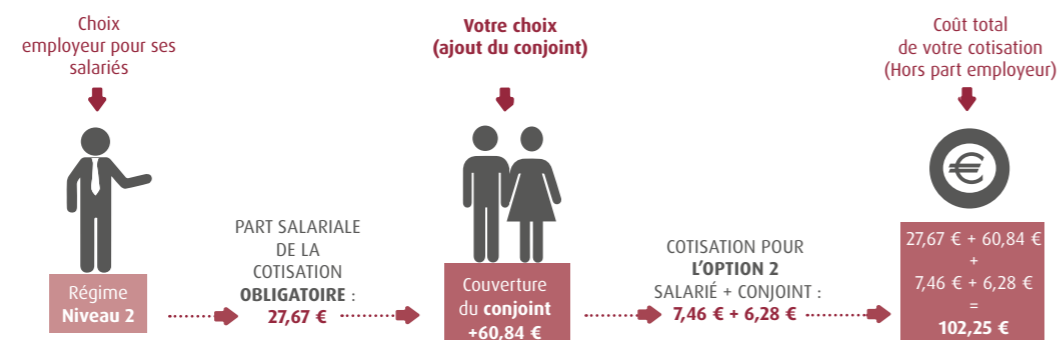 Choix
employeur pour ses
salariés
Votre choix
(ajout du conjoint)
Coût total
de votre cotisation
(Hors part employeur)
Régime
Niveau 2
PART SALARIALE
DE LA
COTISATION
OBLIGATOIRE :
27,67 €
Couverture
du conjoint
+60,84 €
COTISATION POUR
L'OPTION 2
SALARIÉ + CONJOINT :
7,46 € + 6,28 €
€
27,67 € + 60,84 €
+
7,46 € + 6,28 €
=
102,25 €